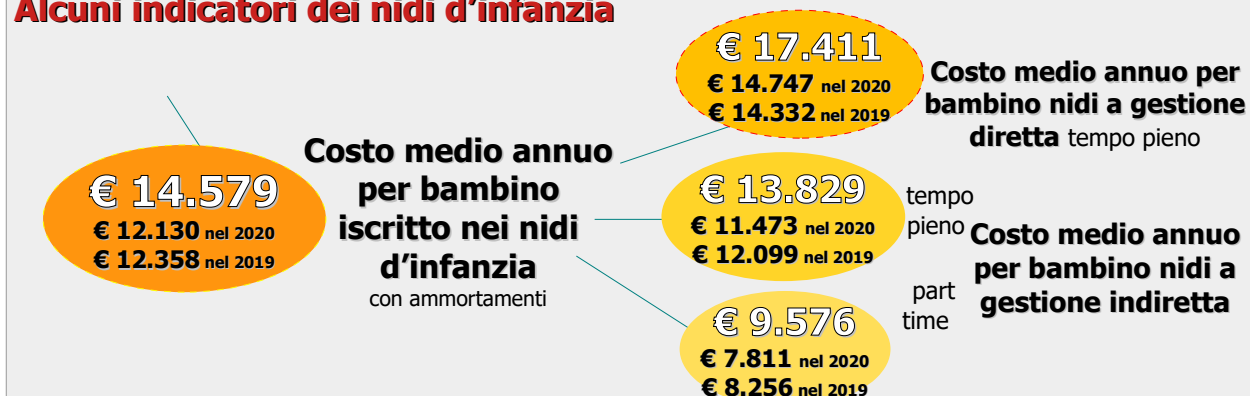 Alcuni indicatori dei nidi d'infanzia
€ 14.579
€ 12.130 nel 2020
€ 12.358 nel 2019
Costo medio annuo
per bambino
iscritto nei nidi
d'infanzia
con ammortamenti
€ 17.411
€ 14.747 nel 2020
€ 14.332 nel 2019
Costo medio annuo per
bambino nidi a gestione
diretta tempo pieno
€ 13.829
€ 11.473 nel 2020
€ 12.099 nel 2019
tempo
pieno
€ 9.576
€ 7.811 nel 2020
€ 8.256 nel 2019
part
time
Costo medio annuo
per bambino nidi a
gestione indiretta